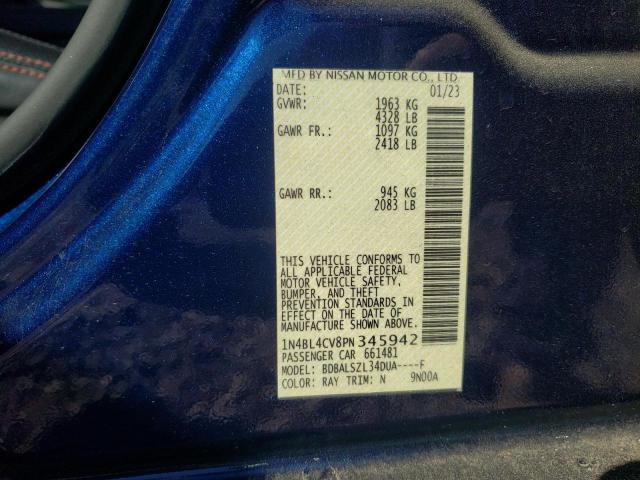 MFD BY NISSAN MOTOR CO., LTD.
DATE: 01/23
GVWR: 1963 KG
4328 LB
GAWR FR.: 1097 KG
2418 LB
GAWR RR.: 945 KG
2083 LB
THIS VEHICLE CONFORMS TO
ALL APPLICABLE FEDERAL
MOTOR VEHICLE SAFETY,
BUMPER, AND THEFT
PREVENTION STANDARDS IN
EFFECT ON THE DATE OF
MANUFACTURE SHOWN ABOVE.
1N4BL4CV8PN345942
PASSENGER CAR 661481
MODEL: BDBALSZL34DUA----F
COLOR: RAY TRIM: N 9N00A